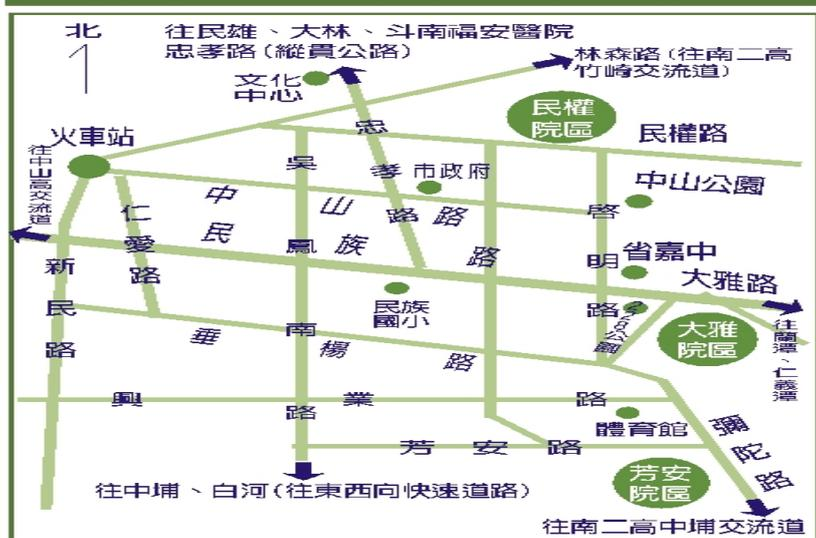 北
往民雄、大林、斗南福安醫院
忠孝路(縱貫公路)
林森路(往南二高
竹崎交流道)
文化
中心
民權
院區
民權路
火車站
往中山高交流道
忠孝路
吳鳳南路
市政府
中山路
中山公園
仁愛路
民族路
啓明路
省嘉中
大雅路
新民路
民族
國小
228公園
大雅
院區
往蘭潭、仁義潭
垂楊路
興業路
體育館
彌陀路
芳安路
芳安
院區
往中埔、白河(往東西向快速道路)
往南二高中埔交流道